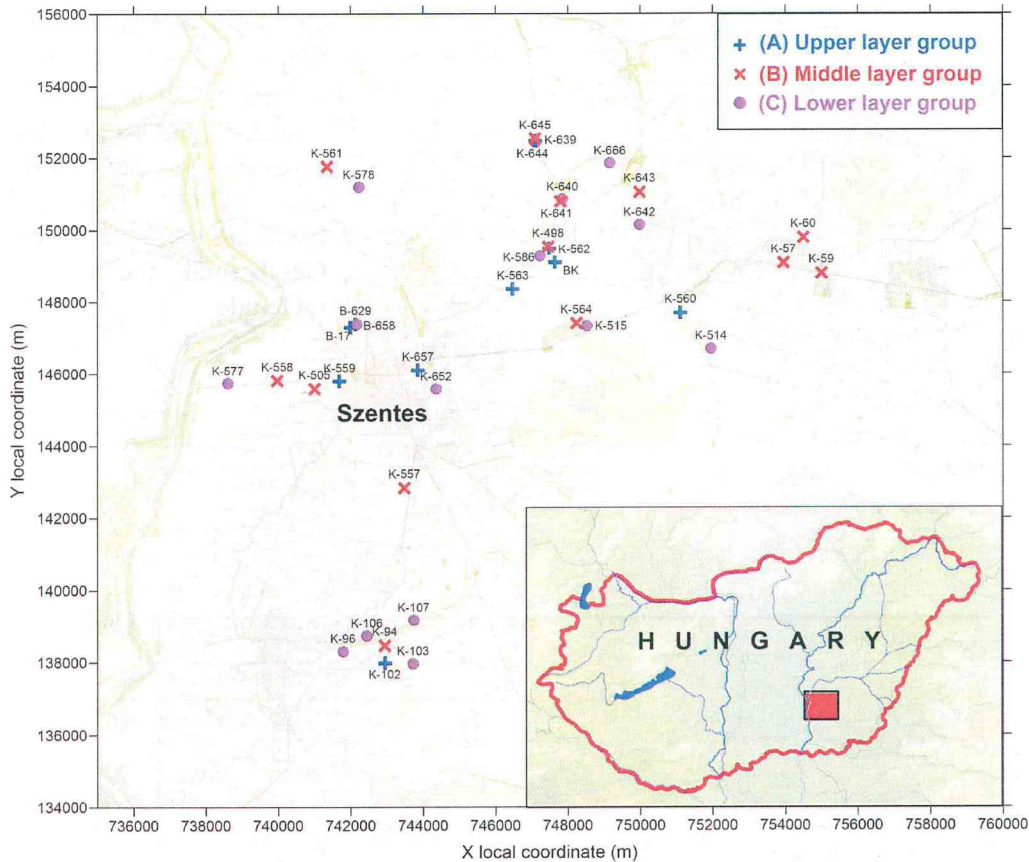 156000
(A) Upper layer group
(B) Middle layer group
(C) Lower layer group
154000
K-645
K-639
K-644
K-666
152000
K-561
K-578
K-643
K-640
K-641
K-642
150000
K-498
K-562
K-586
BK
K-563
K-60
K-57
K-59
148000
K-560
K-564
K-515
K-514
B-629
B-658
B-17
146000
K-577
K-558
K-505
K-559
K-657
K-652
Szentes
144000
K-557
142000
140000
K-107
K-106
K-94
K-96
K-103
K-102
138000
136000
134000
HUNGARY
736000 738000 740000 742000 744000 746000 748000 750000 752000 754000 756000 758000 760000
X local coordinate (m)
Y local coordinate (m)